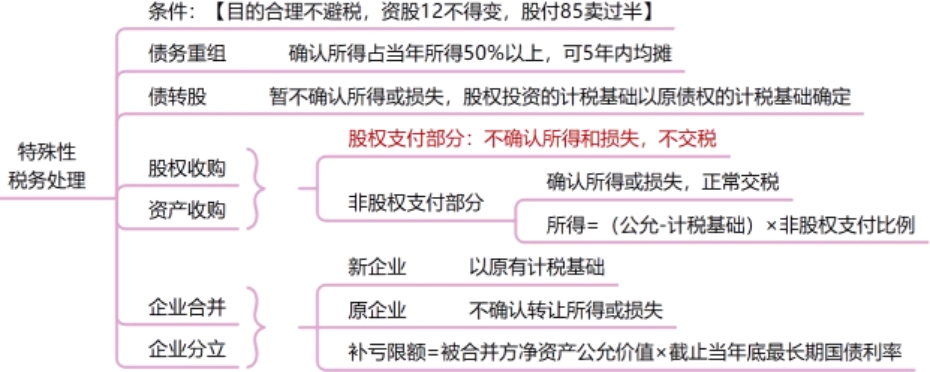 特殊性
税务处理
条件：【目的合理不避税，资股12不得变，股付85卖过半】
债务重组 确认所得占当年所得50%以上，可5年内均摊
债转股 暂不确认所得或损失，股权投资的计税基础以原债权的计税基础确定
股权收购
资产收购
股权支付部分：不确认所得和损失，不交税
非股权支付部分
确认所得或损失，正常交税
所得=（公允-计税基础）×非股权支付比例
企业合并
企业分立
新企业 以原有计税基础
原企业 不确认转让所得或损失
补亏限额=被合并方净资产公允价值×截止当年底最长期国债利率